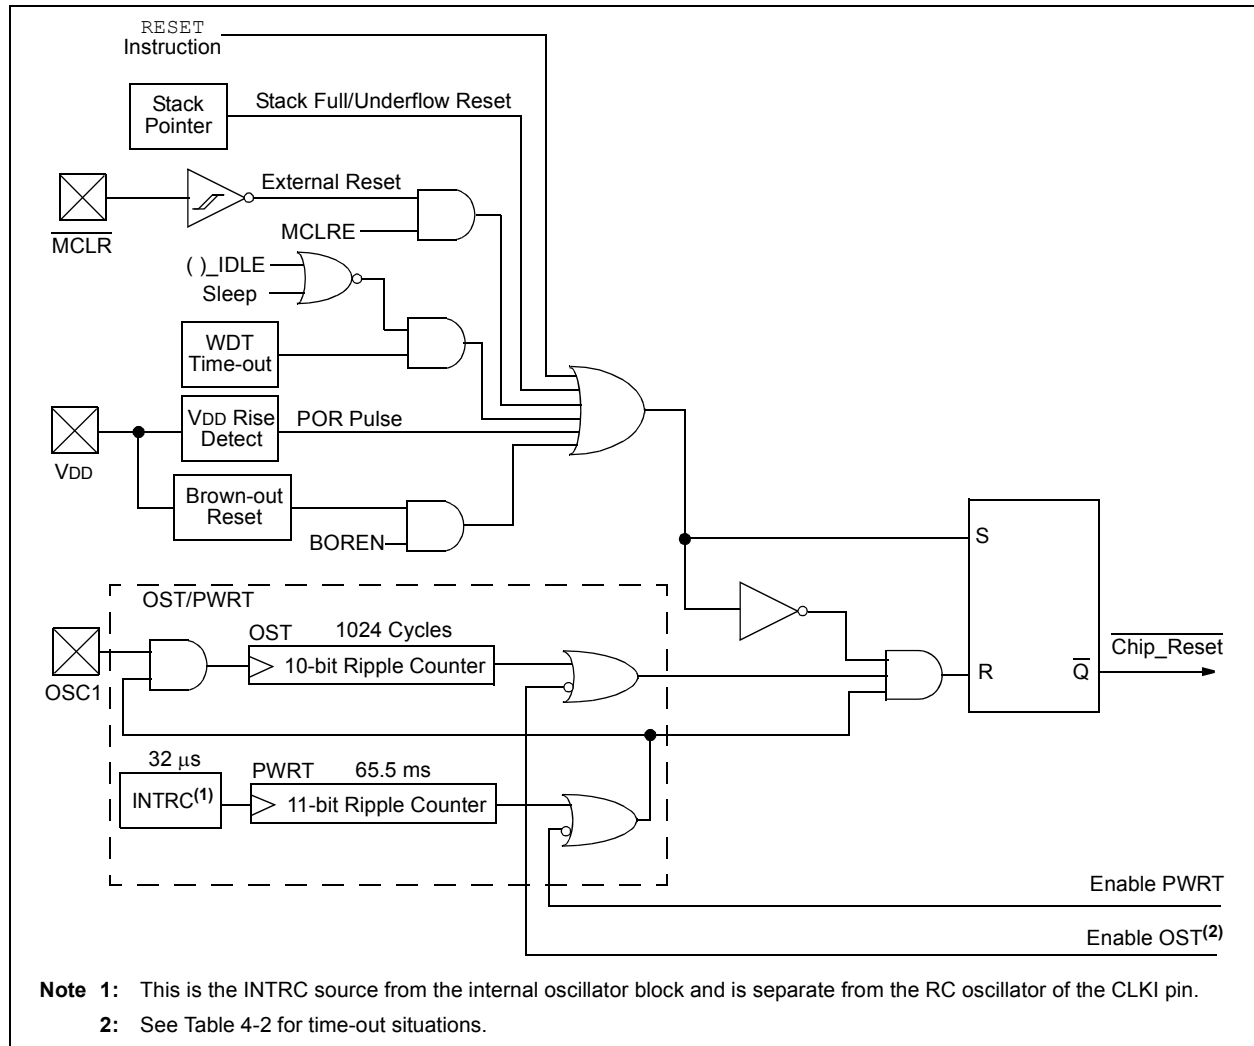 RESET
Instruction
Stack
Pointer
Stack Full/Underflow Reset
External Reset
MCLR
MCLRE
( )_IDLE
Sleep
WDT
Time-out
VDD Rise
Detect
POR Pulse
VDD
Brown-out
Reset
BOREN
S
OST/PWRT
OST
1024 Cycles
10-bit Ripple Counter
OSC1
R
Q
Chip_Reset
32 μs
INTRC(1)
PWRT
65.5 ms
11-bit Ripple Counter
Enable PWRT
Enable OST(2)
Note 1: This is the INTRC source from the internal oscillator block and is separate from the RC oscillator of the CLKI pin.
2: See Table 4-2 for time-out situations.